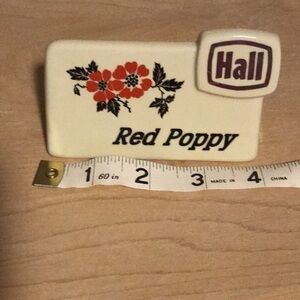 Hall
Red Poppy
1 60 in 2 3 MADE IN 4 CHINA